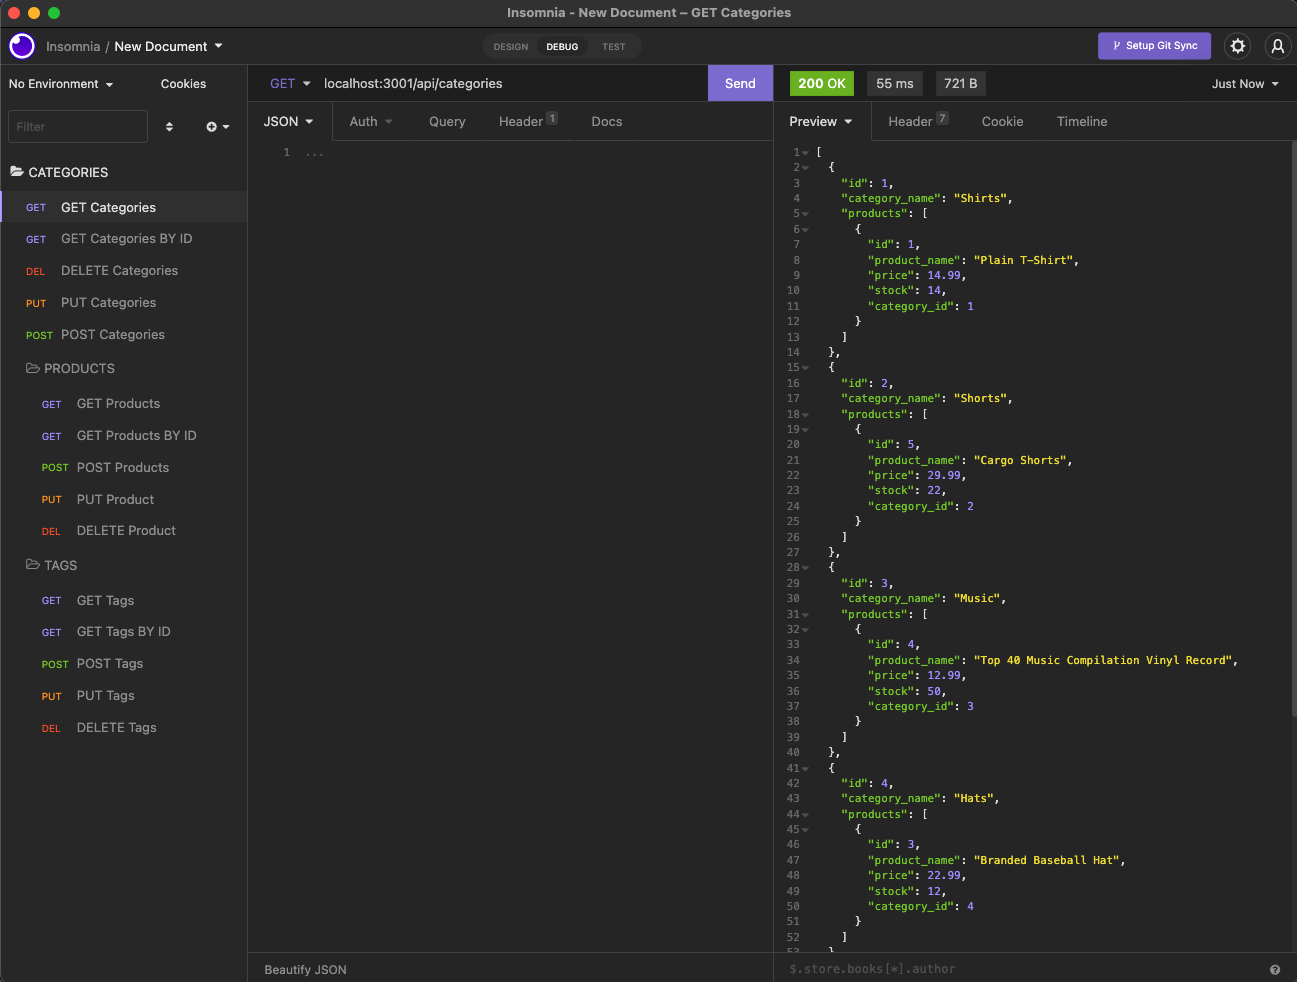 Insomnia - New Document – GET Categories
Insomnia / New Document
DESIGN DEBUG TEST
Setup Git Sync
No Environment
Cookies
Filter
CATEGORIES
GET GET Categories
GET GET Categories BY ID
DEL DELETE Categories
PUT PUT Categories
POST POST Categories
PRODUCTS
GET GET Products
GET GET Products BY ID
POST POST Products
PUT PUT Product
DEL DELETE Product
TAGS
GET GET Tags
GET GET Tags BY ID
POST POST Tags
PUT PUT Tags
DEL DELETE Tags
GET localhost:3001/api/categories Send
JSON Auth Query Header 1 Docs
1 ...
Beautify JSON
200 OK 55 ms 721 B Just Now
Preview Header 7 Cookie Timeline
1 [
2 {
3 "id": 1,
4 "category_name": "Shirts",
5 "products": [
6 {
7 "id": 1,
8 "product_name": "Plain T-Shirt",
9 "price": 14.99,
10 "stock": 14,
11 "category_id": 1
12 }
13 ]
14 },
15 {
16 "id": 2,
17 "category_name": "Shorts",
18 "products": [
19 {
20 "id": 5,
21 "product_name": "Cargo Shorts",
22 "price": 29.99,
23 "stock": 22,
24 "category_id": 2
25 }
26 ]
27 },
28 {
29 "id": 3,
30 "category_name": "Music",
31 "products": [
32 {
33 "id": 4,
34 "product_name": "Top 40 Music Compilation Vinyl Record",
35 "price": 12.99,
36 "stock": 50,
37 "category_id": 3
38 }
39 ]
40 },
41 {
42 "id": 4,
43 "category_name": "Hats",
44 "products": [
45 {
46 "id": 3,
47 "product_name": "Branded Baseball Hat",
48 "price": 22.99,
49 "stock": 12,
50 "category_id": 4
51 }
52 ]
53 }
$.store.books[*].author